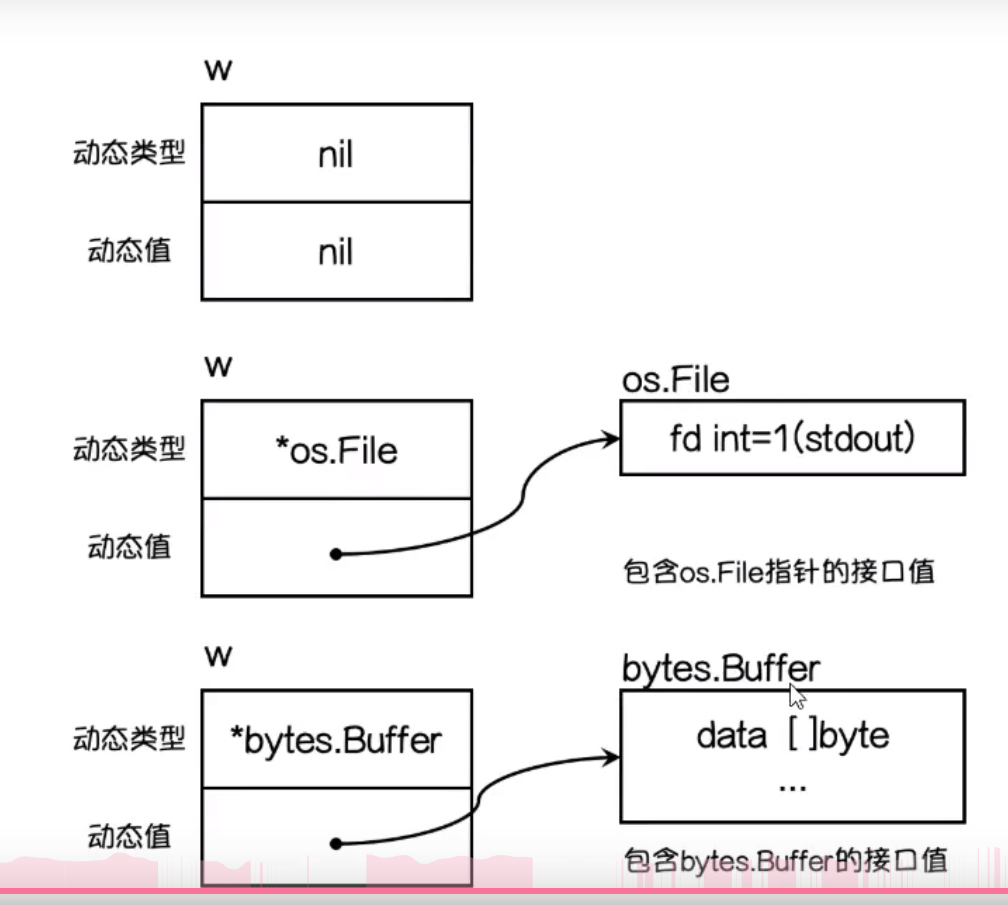 w
动态类型 nil
动态值 nil
w
os.File
动态类型 *os.File fd int=1(stdout)
动态值
包含os.File指针的接口值
w
bytes.Buffer
动态类型 *bytes.Buffer data [ ]byte
...
动态值
包含bytes.Buffer的接口值